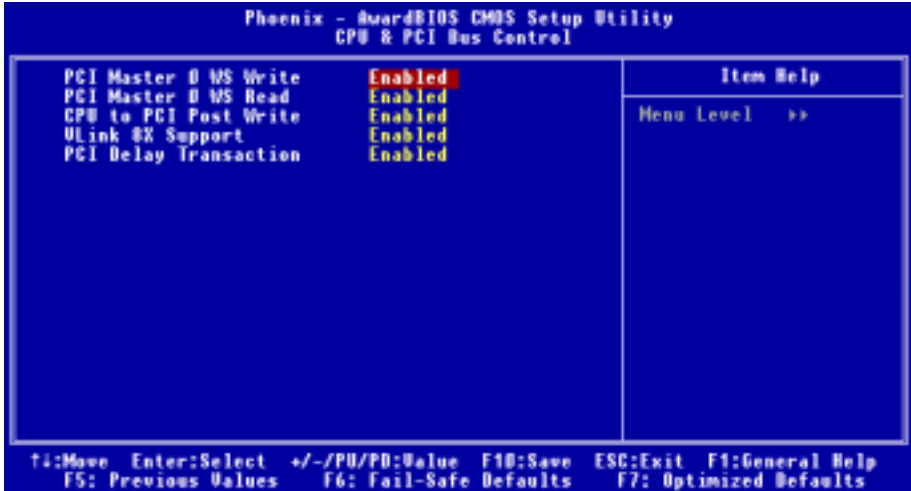 Phoenix - AwardBIOS CMOS Setup Utility
CPU & PCI Bus Control
PCI Master 0 WS Write Enabled
PCI Master 0 WS Read Enabled
CPU to PCI Post Write Enabled
VLink 8X Support Enabled
PCI Delay Transaction Enabled
Item Help
Menu Level ►►
↑↓:Move Enter:Select +/-/PU/PD:Value F10:Save ESC:Exit F1:General Help
F5: Previous Values F6: Fail-Safe Defaults F7: Optimized Defaults